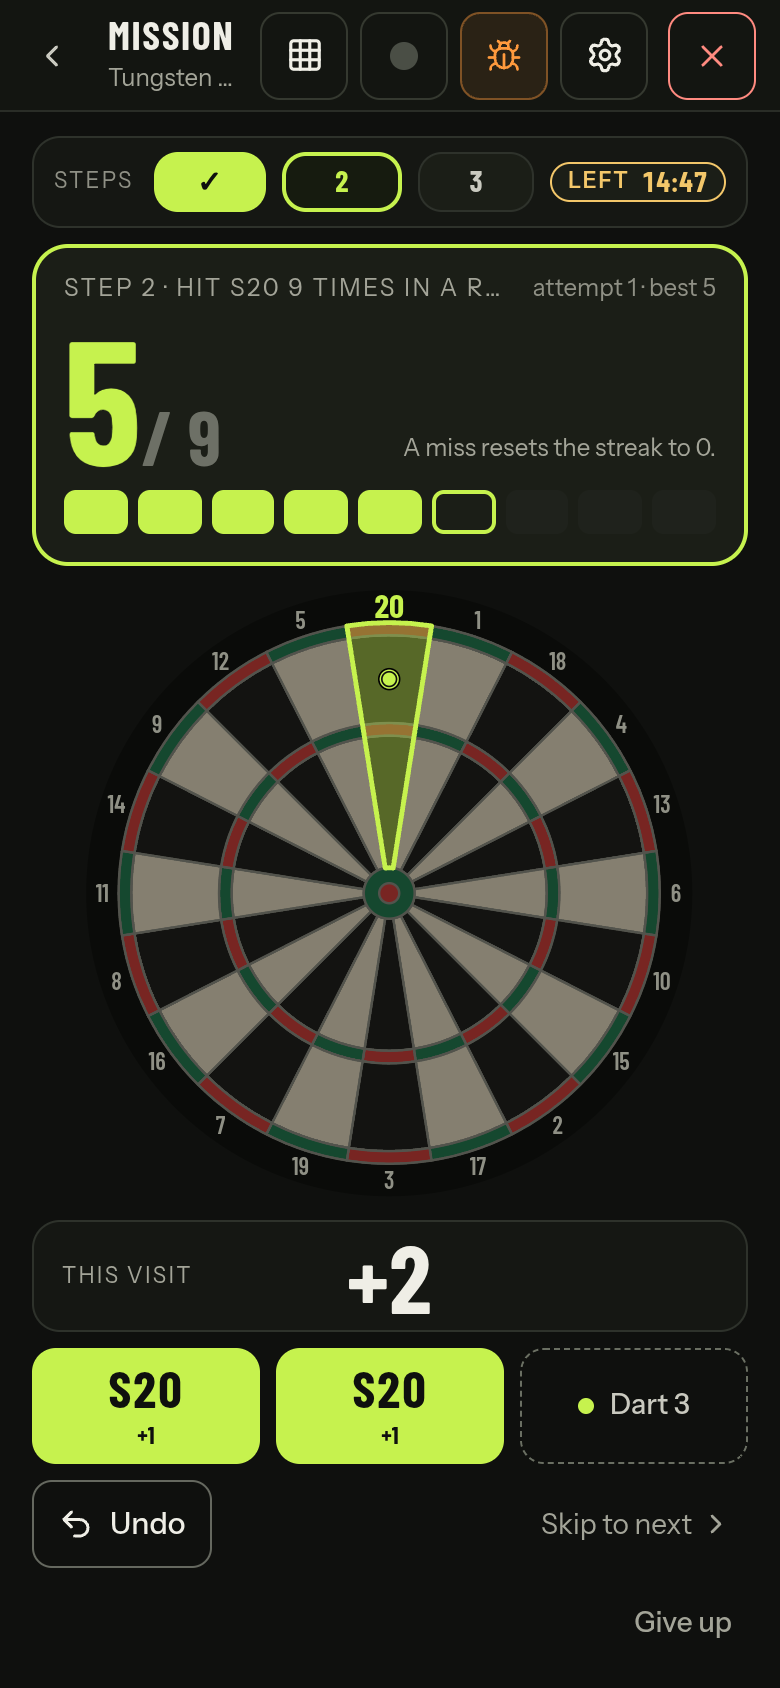 MISSION
Tungsten ...
STEPS ✓ 2 3 LEFT 14:47
STEP 2 · HIT S20 9 TIMES IN A R... attempt 1 · best 5
5 / 9
A miss resets the streak to 0.
20
5 1
12 18
9 4
14 13
11 6
8 10
16 15
7 2
19 17
3
THIS VISIT +2
S20 S20 Dart 3
+1 +1
Undo Skip to next
Give up